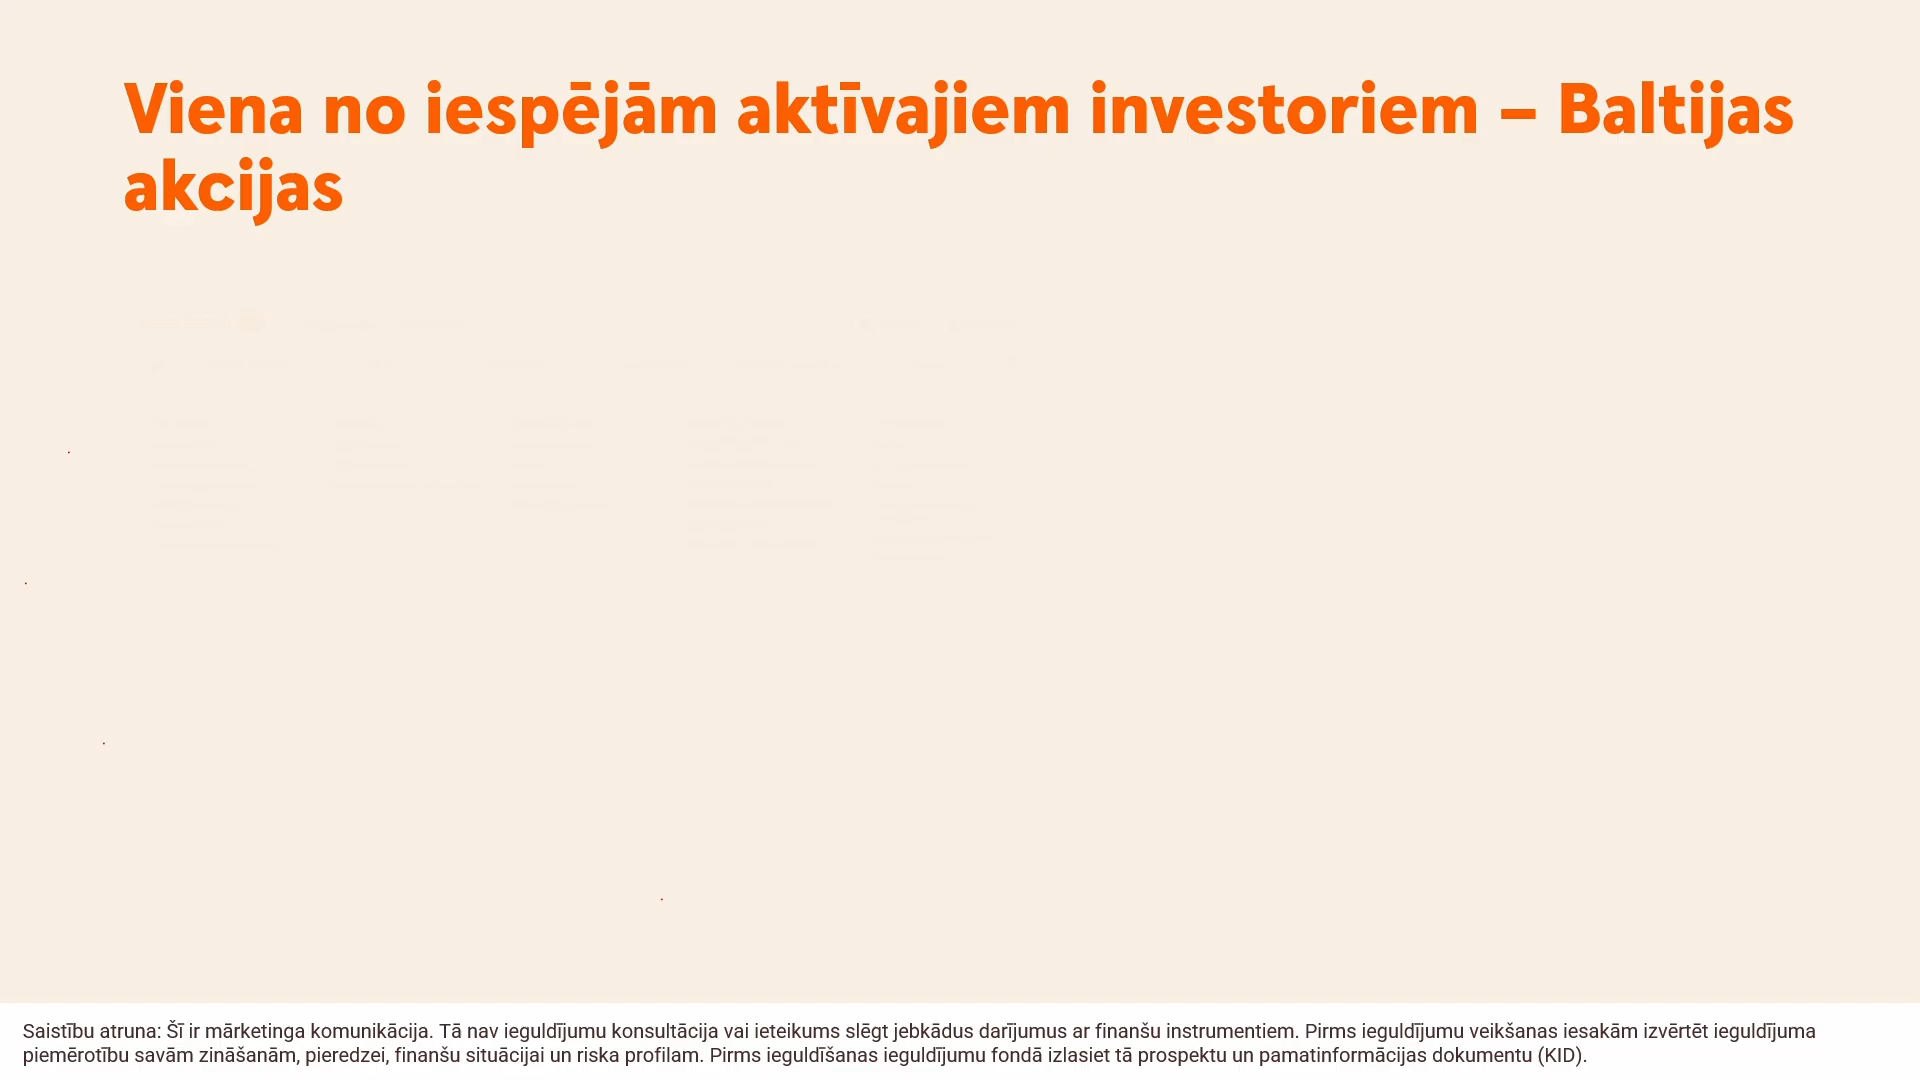 Viena no iespējām aktīvajiem investoriem – Baltijas
akcijas
Saistību atruna: Šī ir mārketinga komunikācija. Tā nav ieguldījumu konsultācija vai ieteikums slēgt jebkādus darījumus ar finanšu instrumentiem. Pirms ieguldījumu veikšanas iesakām izvērtēt ieguldījuma
piemērotību savām zināšanām, pieredzei, finanšu situācijai un riska profilam. Pirms ieguldīšanas ieguldījumu fondā izlasiet tā prospektu un pamatinformācijas dokumentu (KID).